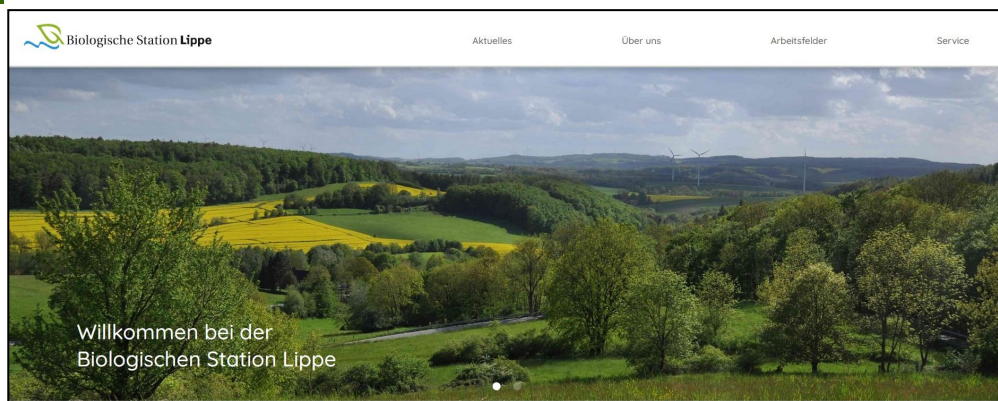 Biologische Station Lippe
Aktuelles
Über uns
Arbeitsfelder
Service
Willkommen bei der
Biologischen Station Lippe